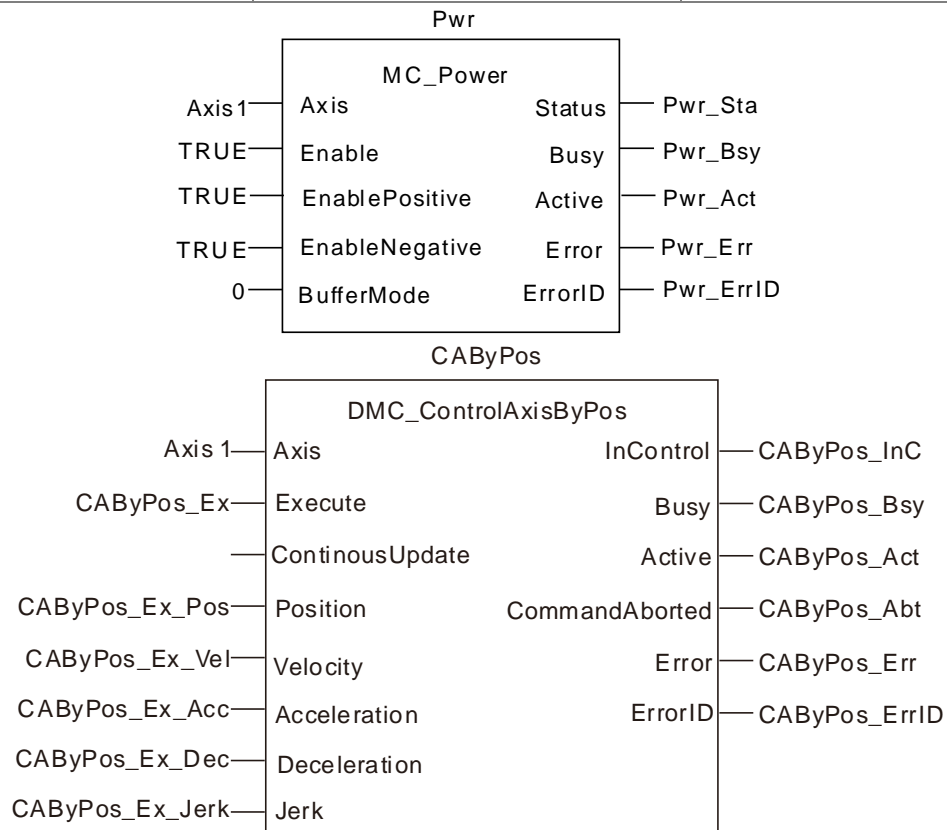 Pwr
MC_Power
Axis1 Axis Status Pwr_Sta
TRUE Enable Busy Pwr_Bsy
TRUE EnablePositive Active Pwr_Act
TRUE EnableNegative Error Pwr_Err
0 BufferMode ErrorID Pwr_ErrID
CAByPos
DMC_ControlAxisByPos
Axis 1 Axis InControl CAByPos_InC
CAByPos_Ex Execute Busy CAByPos_Bsy
ContinousUpdate Active CAByPos_Act
CAByPos_Ex_Pos Position CommandAborted CAByPos_Abt
CAByPos_Ex_Vel Velocity Error CAByPos_Err
CAByPos_Ex_Acc Acceleration ErrorID CAByPos_ErrID
CAByPos_Ex_Dec Deceleration
CAByPos_Ex_Jerk Jerk